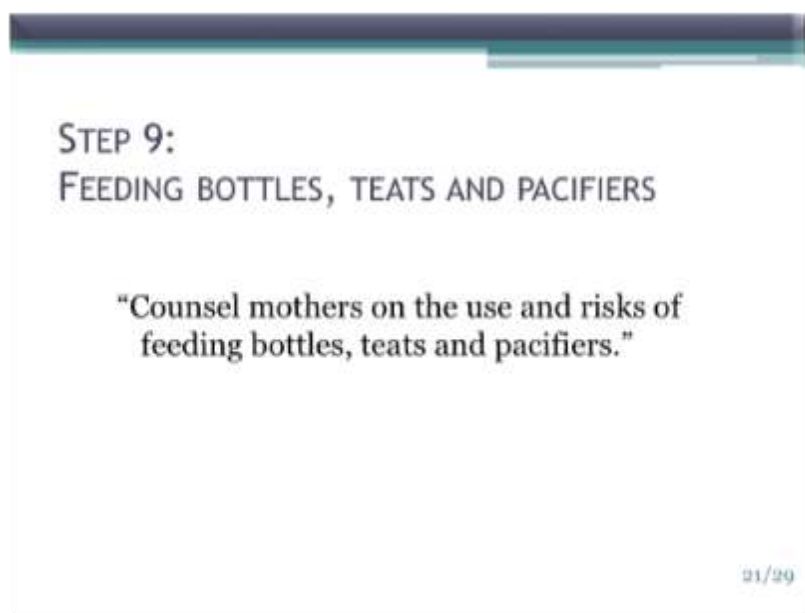 STEP 9:
FEEDING BOTTLES, TEATS AND PACIFIERS
“Counsel mothers on the use and risks of
feeding bottles, teats and pacifiers.”
21/29